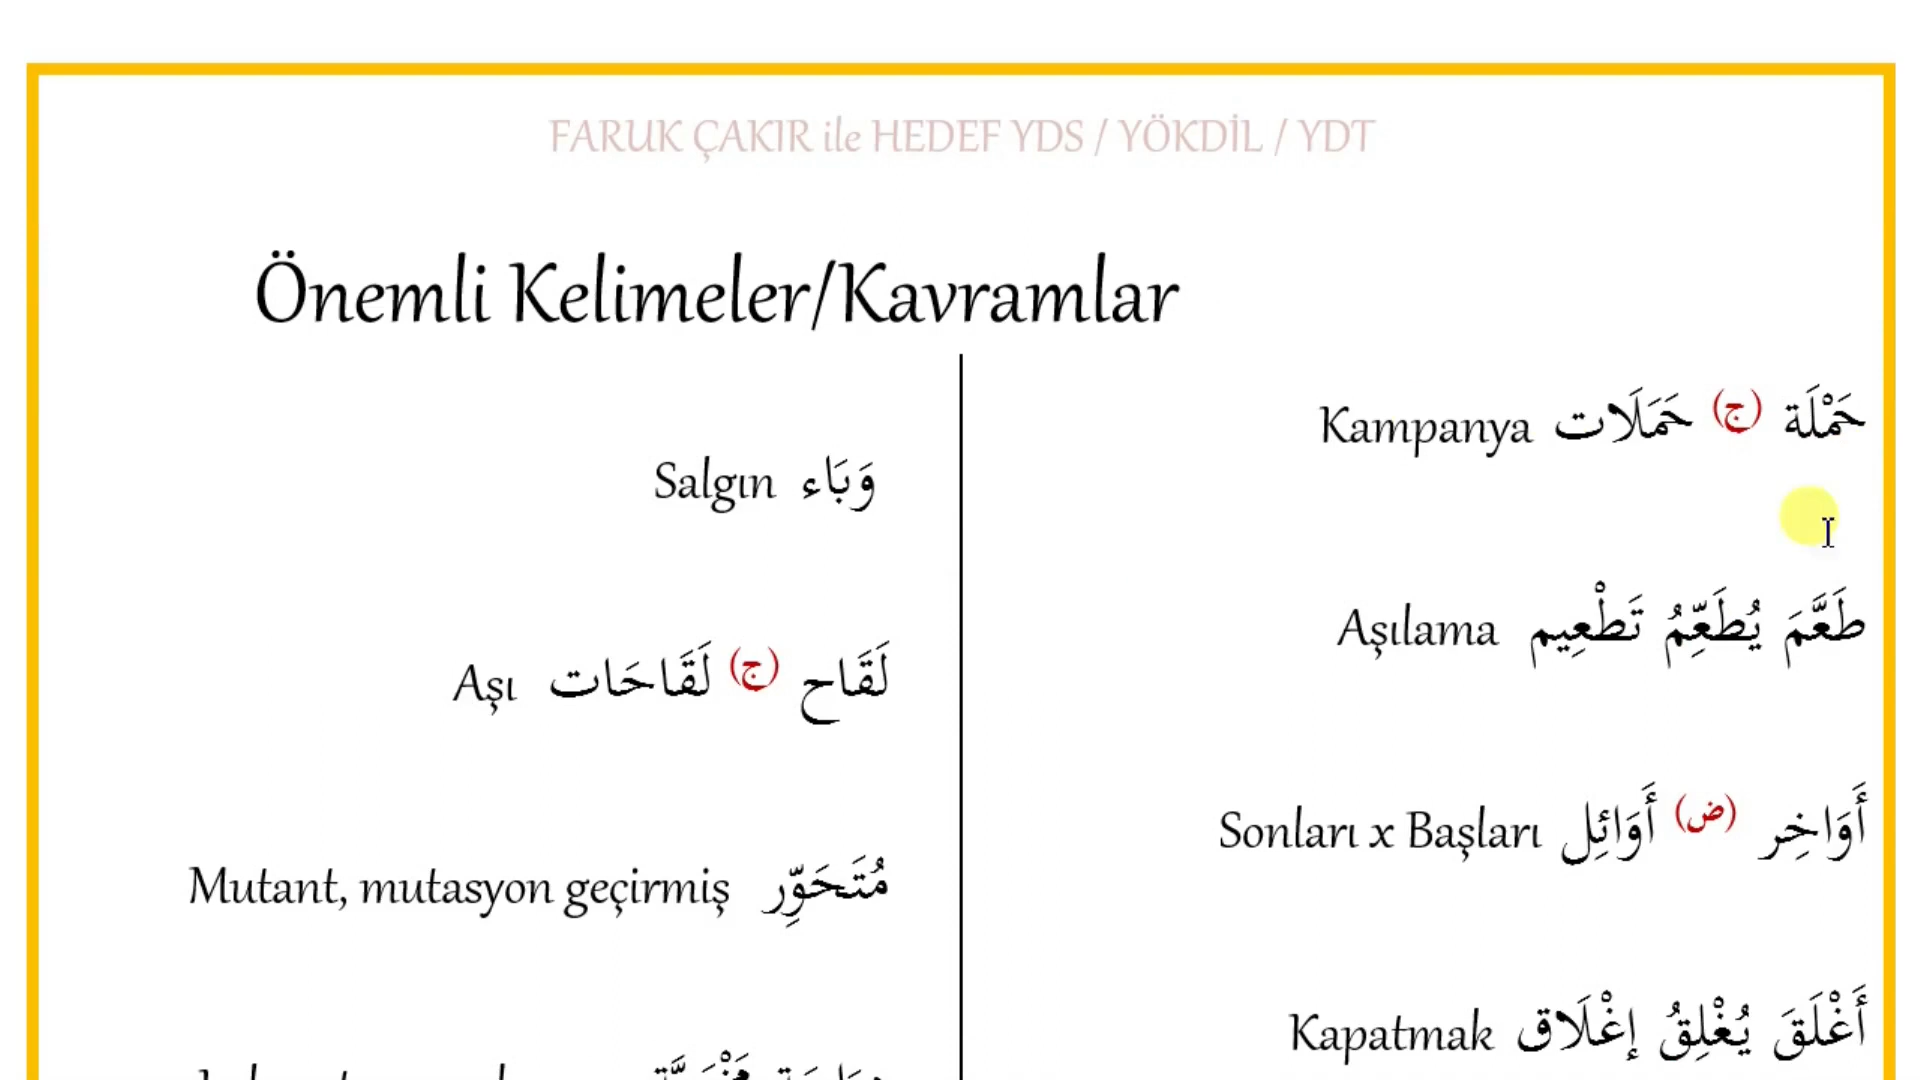 FARUK ÇAKIR ile HEDEF YDS / YÖKDİL / YDT
Önemli Kelimeler/Kavramlar
حَمْلَة (ج) حَمَلَات Kampanya
طَعَّمَ يُطَعِّمُ تَطْعِيم Aşılama
أَوَاخِر (ض) أَوَائِل Sonları x Başları
أَغْلَقَ يُغْلِقُ إغْلَاق Kapatmak
وَبَاء Salgın
لَقَاح (ج) لَقَاحَات Aşı
مُتَحَوِّر Mutant, mutasyon geçirmiş